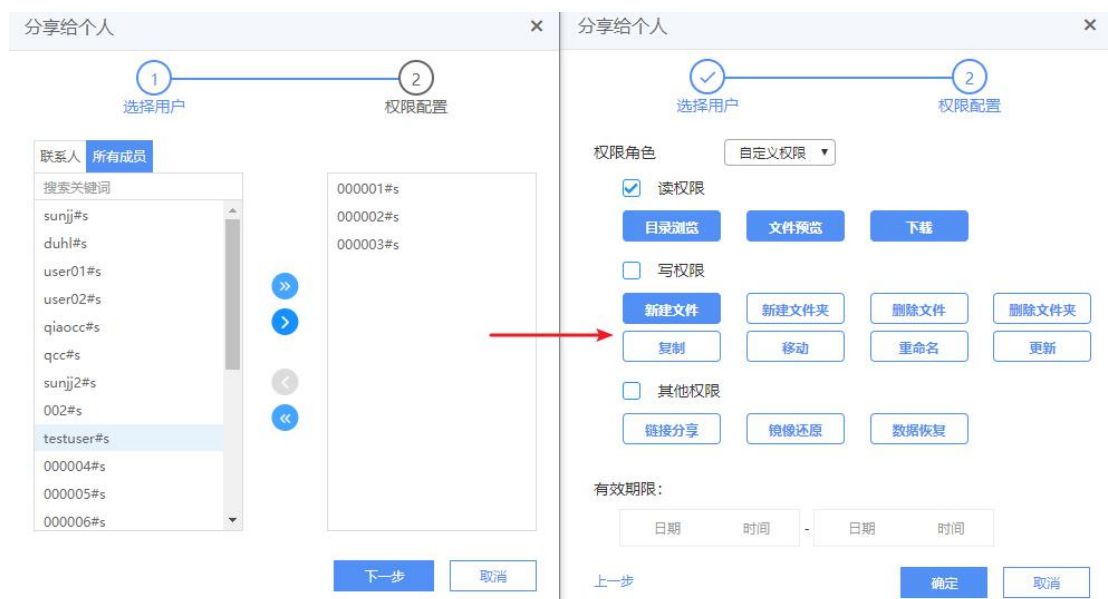 分享给个人
×
1
2
选择用户
权限配置
联系人 所有成员
搜索关键词
sunjj#s
duhl#s
user01#s
user02#s
qiaocc#s
qcc#s
sunjj2#s
002#s
testuser#s
000004#s
000005#s
000006#s
000001#s
000002#s
000003#s
下一步 取消
分享给个人
×
2
选择用户
权限配置
权限角色 自定义权限
读权限
目录浏览 文件预览 下载
写权限
新建文件 新建文件夹 删除文件 删除文件夹
复制 移动 重命名 更新
其他权限
链接分享 镜像还原 数据恢复
有效期限：
日期 时间 - 日期 时间
上一步 确定 取消